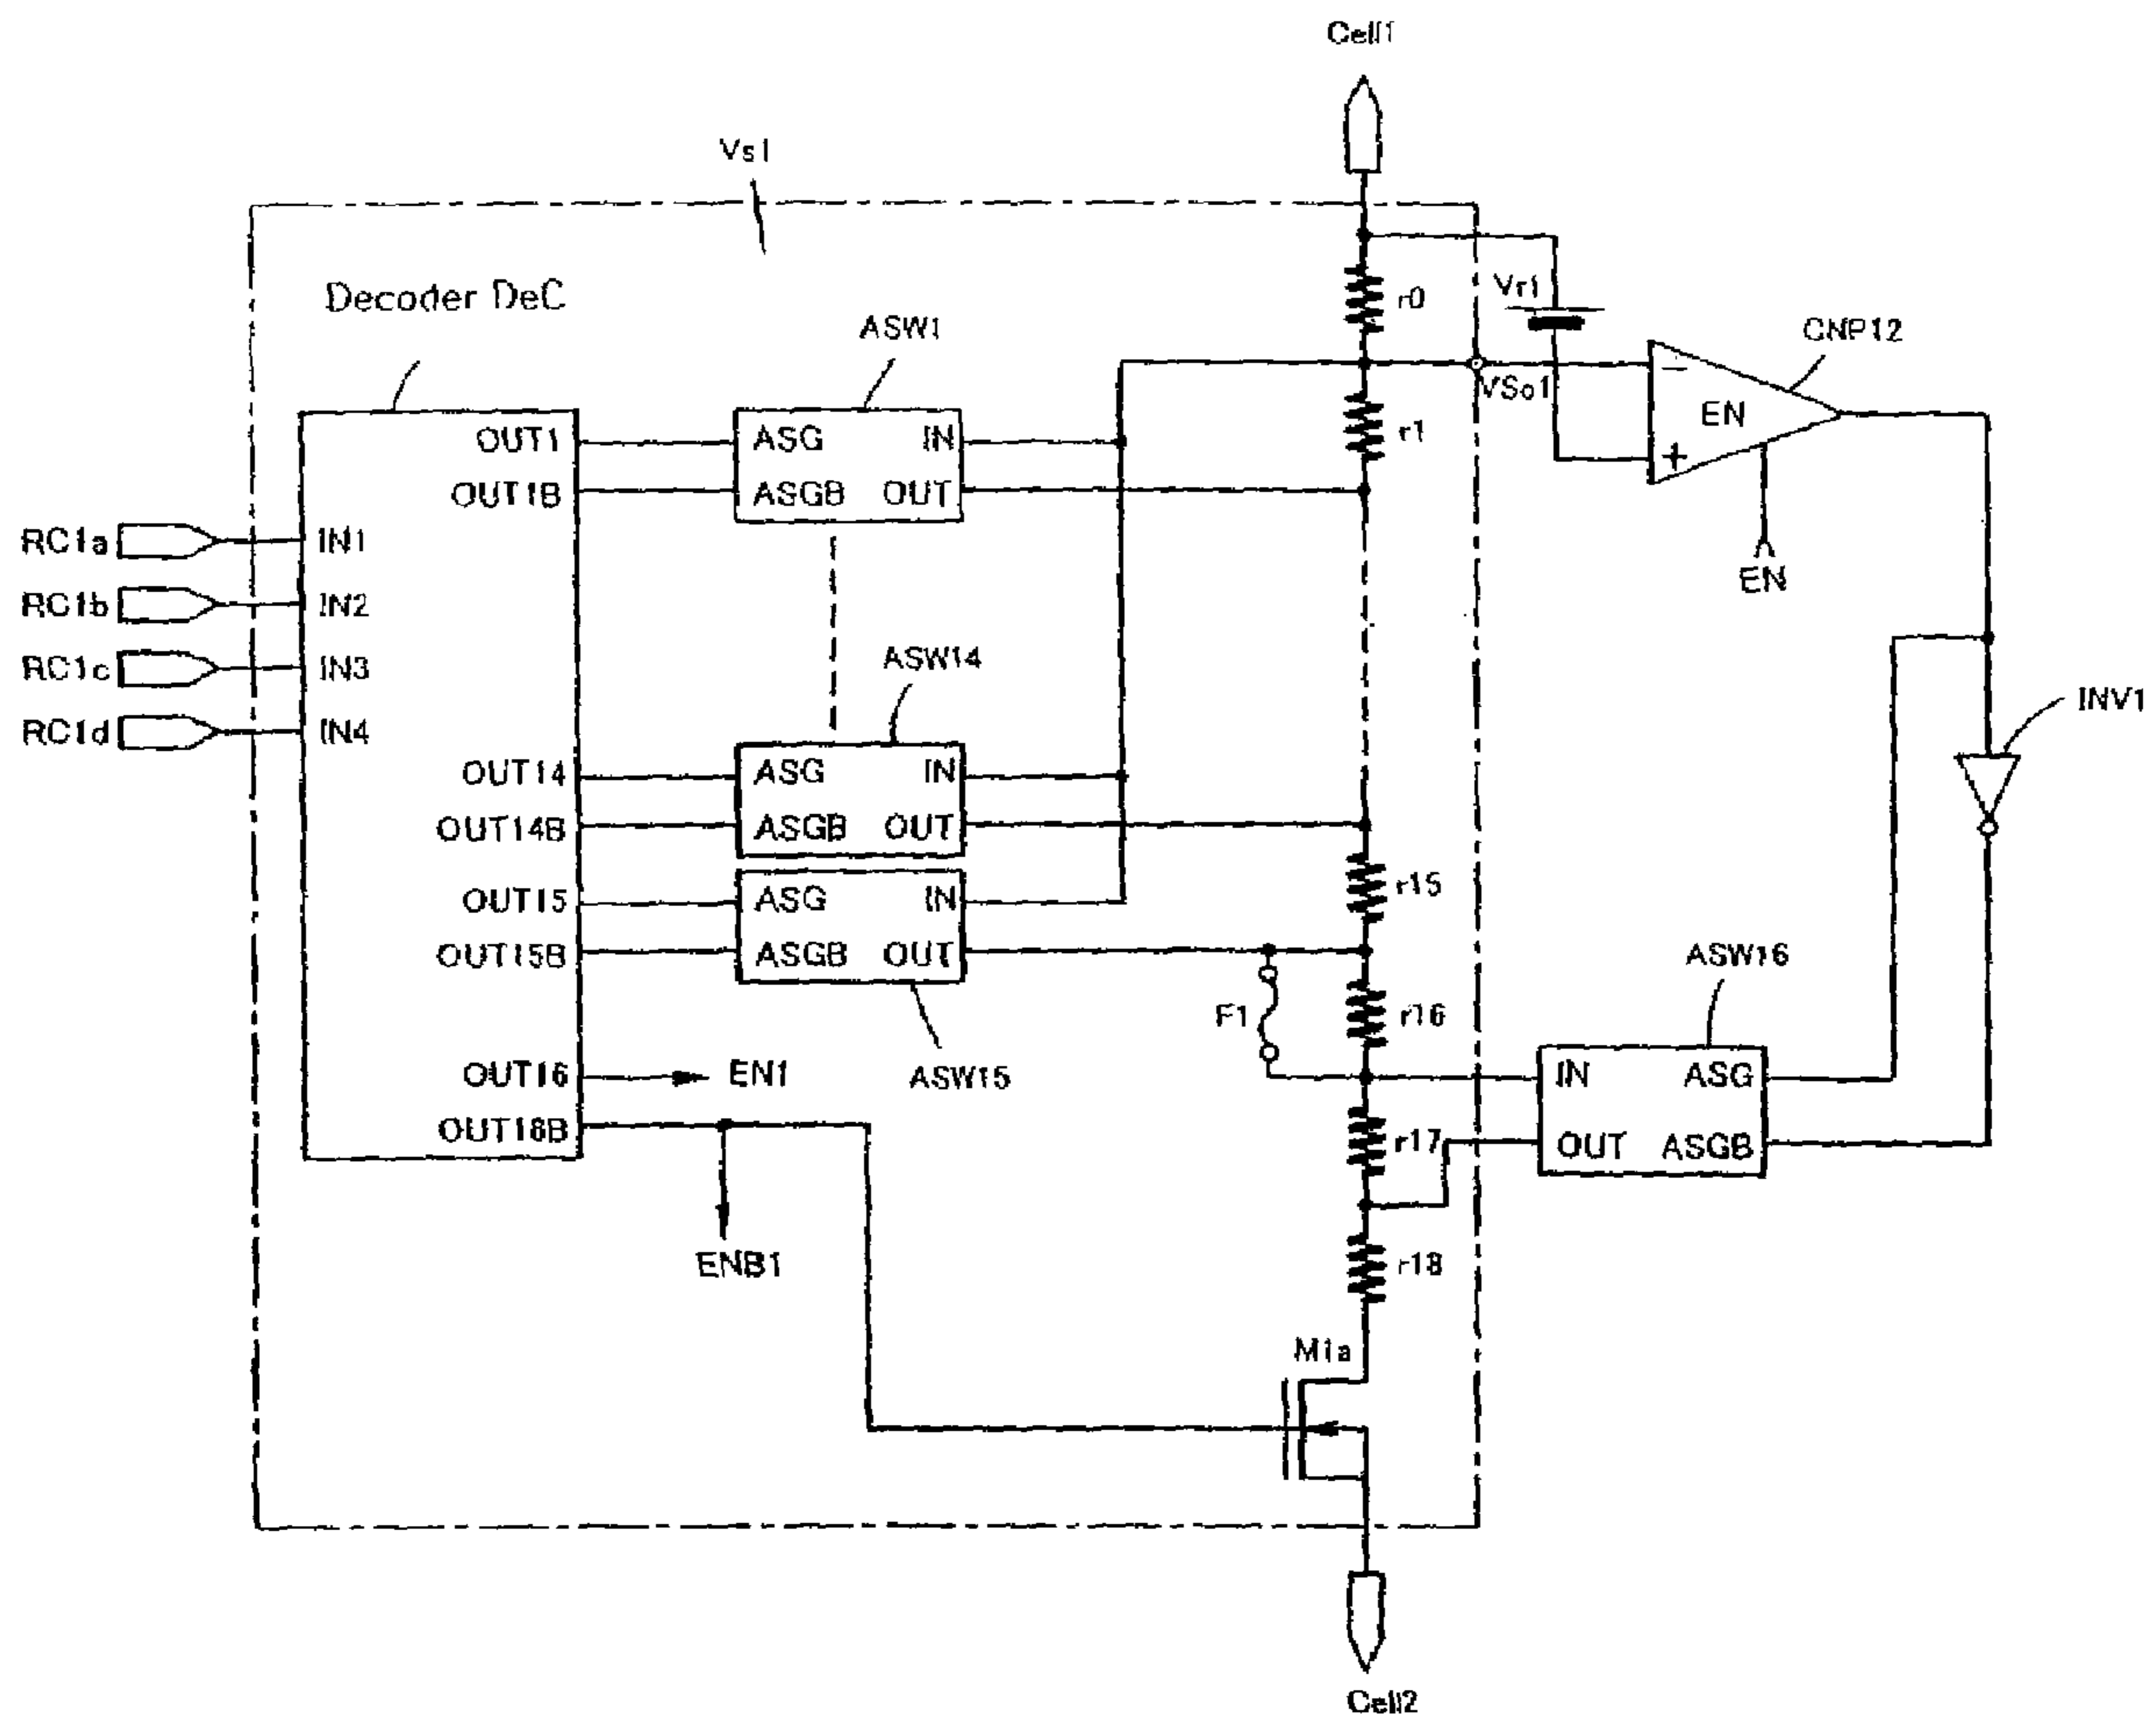 Cell1
Vs1
Decoder DeC
r0
Vr1
CNP12
ASW1
VSo1
−
EN
+
r1
OUT1
ASG
IN
OUT1B
ASGB
OUT
EN
RC1a
IN1
RC1b
IN2
RC1c
IN3
RC1d
IN4
ASW14
INV1
OUT14
ASG
IN
OUT14B
ASGB
OUT
r15
OUT15
ASG
IN
OUT15B
ASGB
OUT
ASW16
F1
r16
OUT16
EN1
ASW15
IN
ASG
OUT16B
r17
OUT
ASGB
ENB1
r18
M1a
Cell2